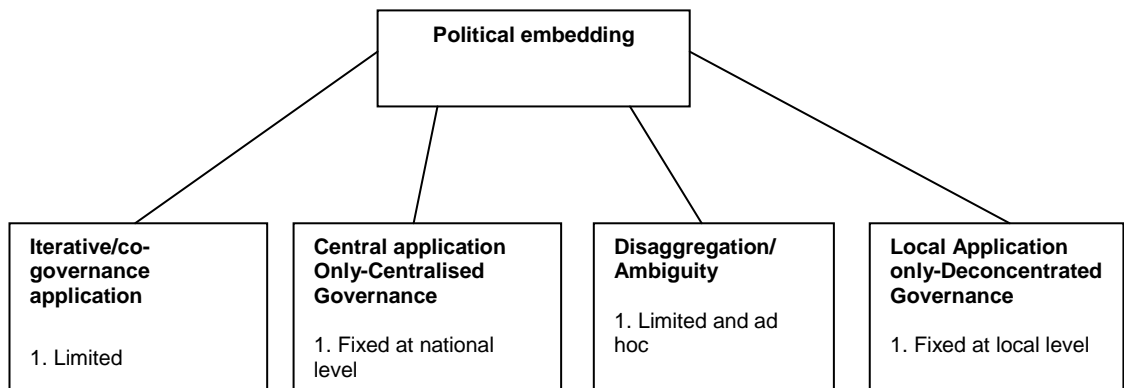 Political embedding
Iterative/co-
governance
application
1. Limited
Central application
Only-Centralised
Governance
1. Fixed at national
level
Disaggregation/
Ambiguity
1. Limited and ad
hoc
Local Application
only-Deconcentrated
Governance
1. Fixed at local level